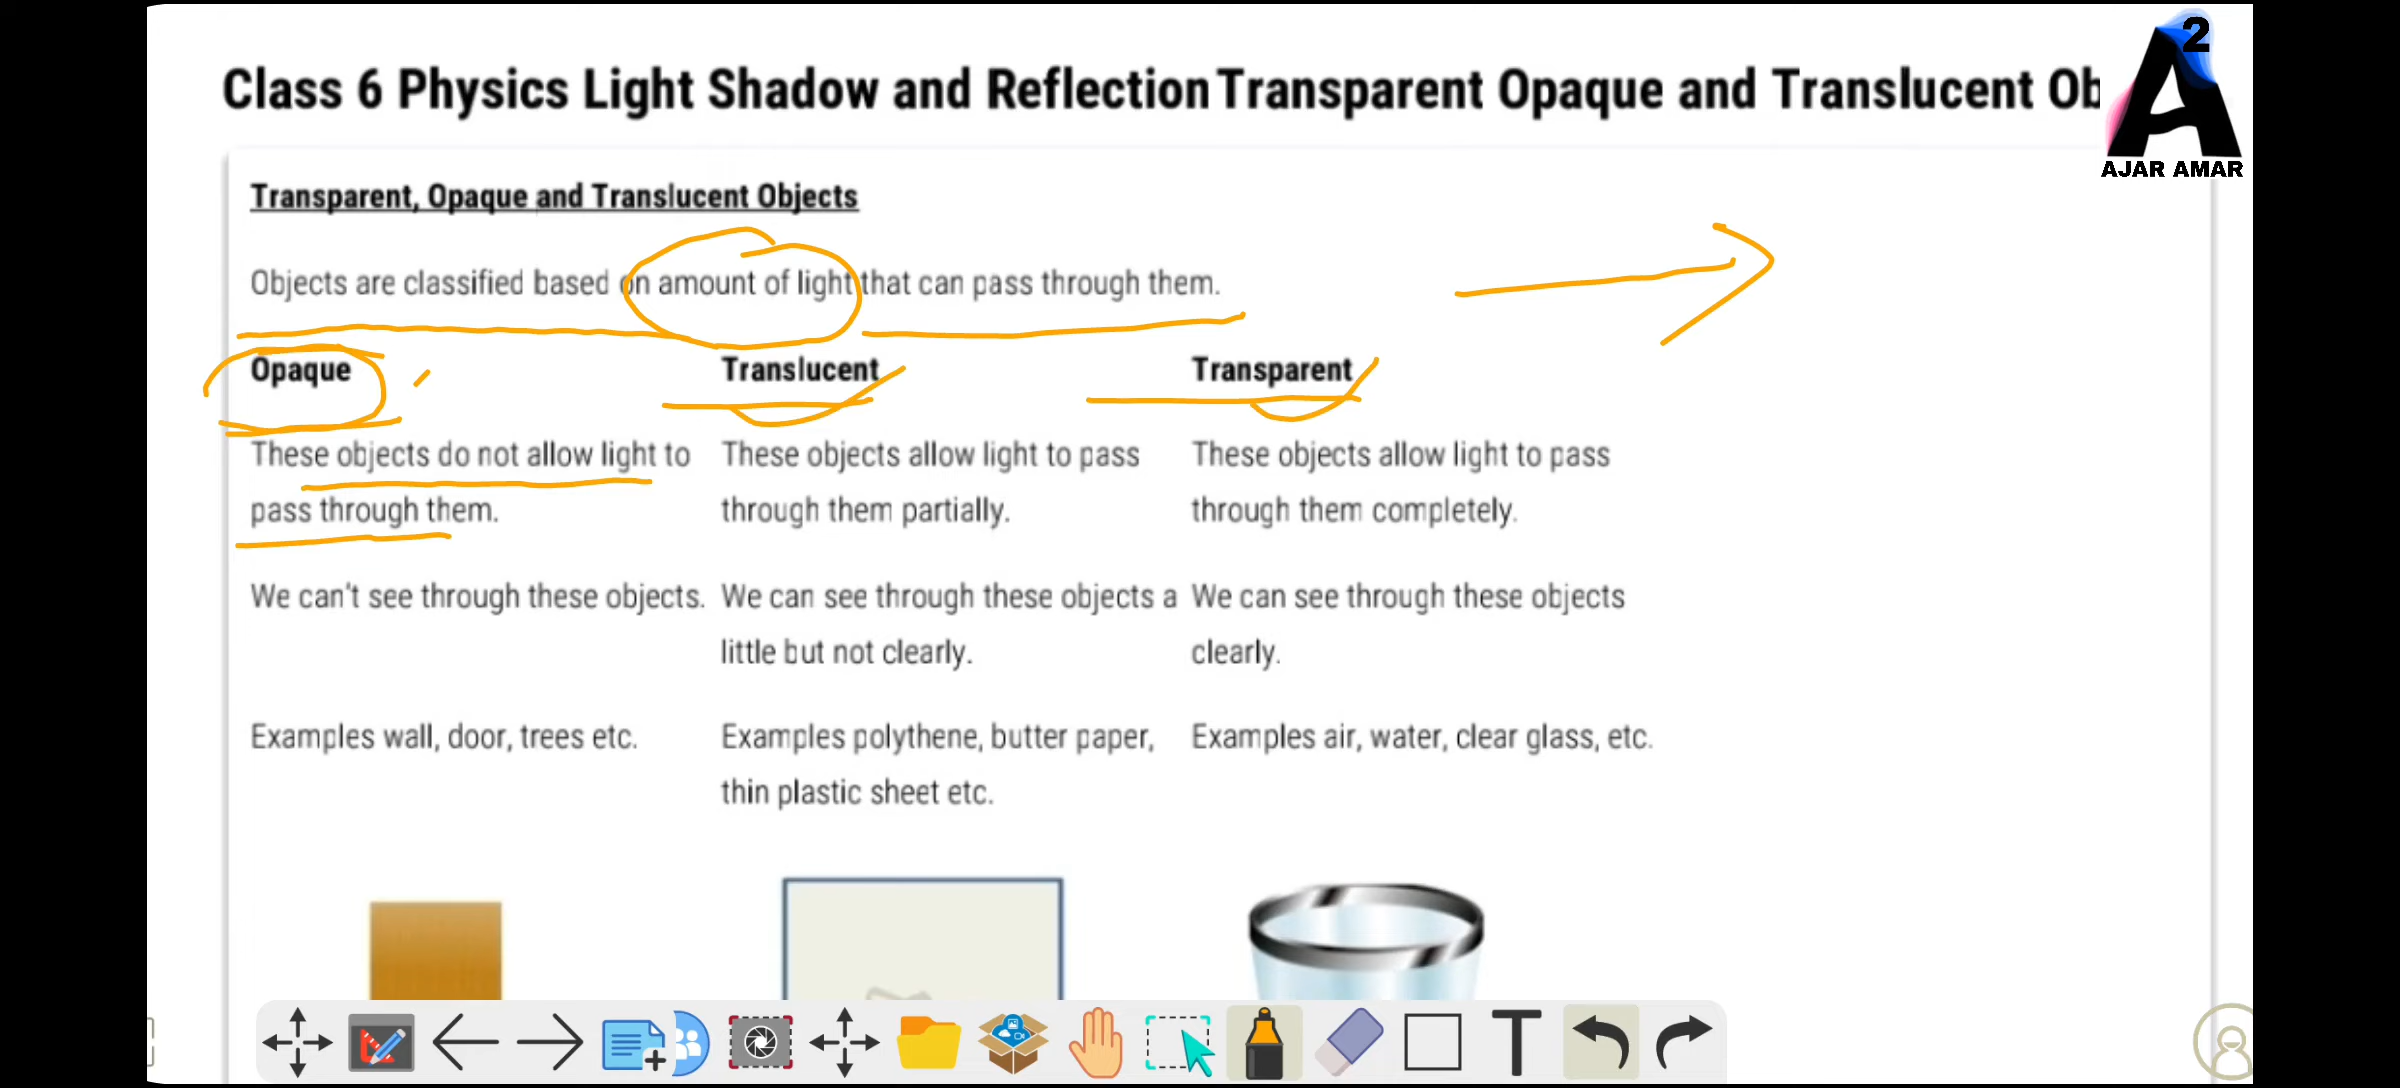 Class 6 Physics Light Shadow and Reflection Transparent Opaque and Translucent Ob
2
AJAR AMAR
Transparent, Opaque and Translucent Objects
Objects are classified based on amount of light that can pass through them.
Opaque
Translucent
Transparent
These objects do not allow light to
pass through them.
These objects allow light to pass
through them partially.
These objects allow light to pass
through them completely.
We can't see through these objects.
We can see through these objects a
little but not clearly.
We can see through these objects
clearly.
Examples wall, door, trees etc.
Examples polythene, butter paper,
thin plastic sheet etc.
Examples air, water, clear glass, etc.
T